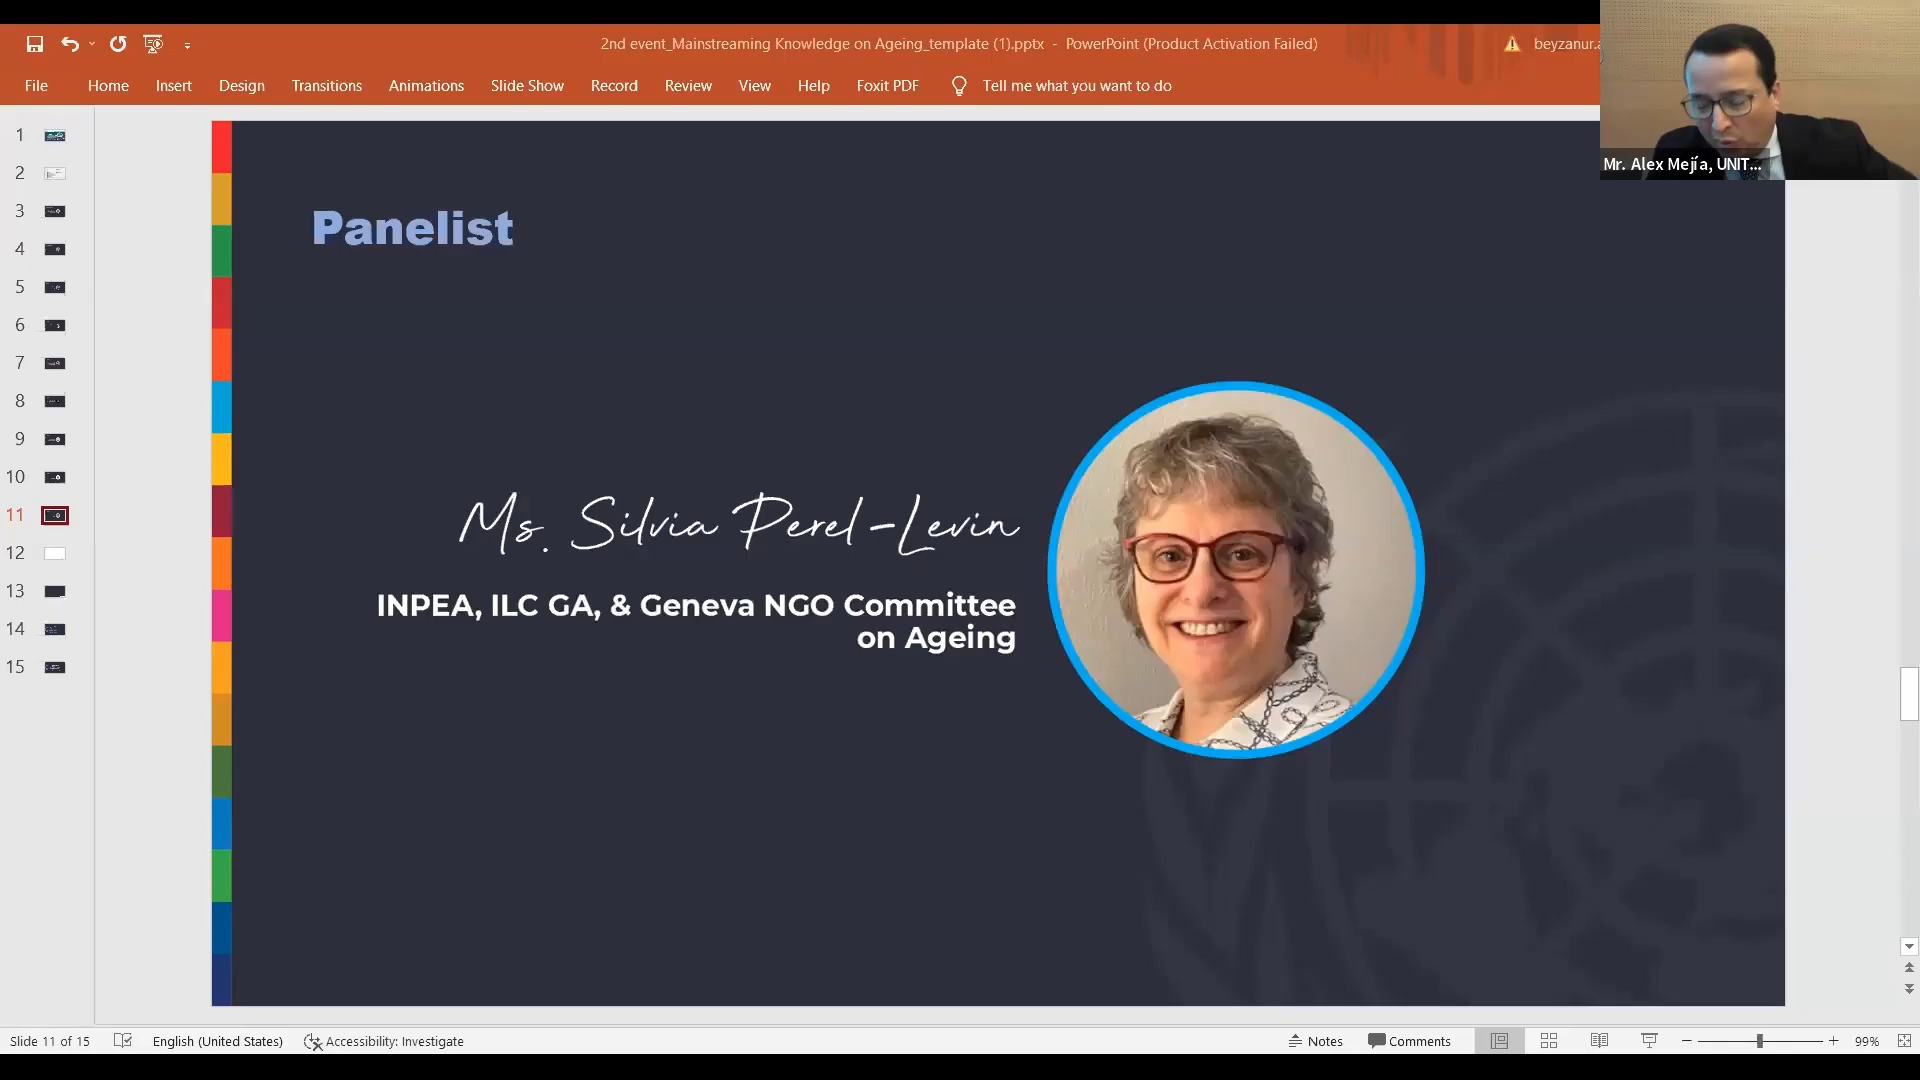 2nd event_Mainstreaming Knowledge on Ageing_template (1).pptx - PowerPoint (Product Activation Failed)
beyzanur.a
File Home Insert Design Transitions Animations Slide Show Record Review View Help Foxit PDF Tell me what you want to do
Mr. Alex Mejía, UNIT...
1
2
3
4
5
6
7
8
9
10
11
12
13
14
15
Panelist
Ms. Silvia Perel-Levin
INPEA, ILC GA, & Geneva NGO Committee
on Ageing
Slide 11 of 15 English (United States) Accessibility: Investigate Notes Comments 99%